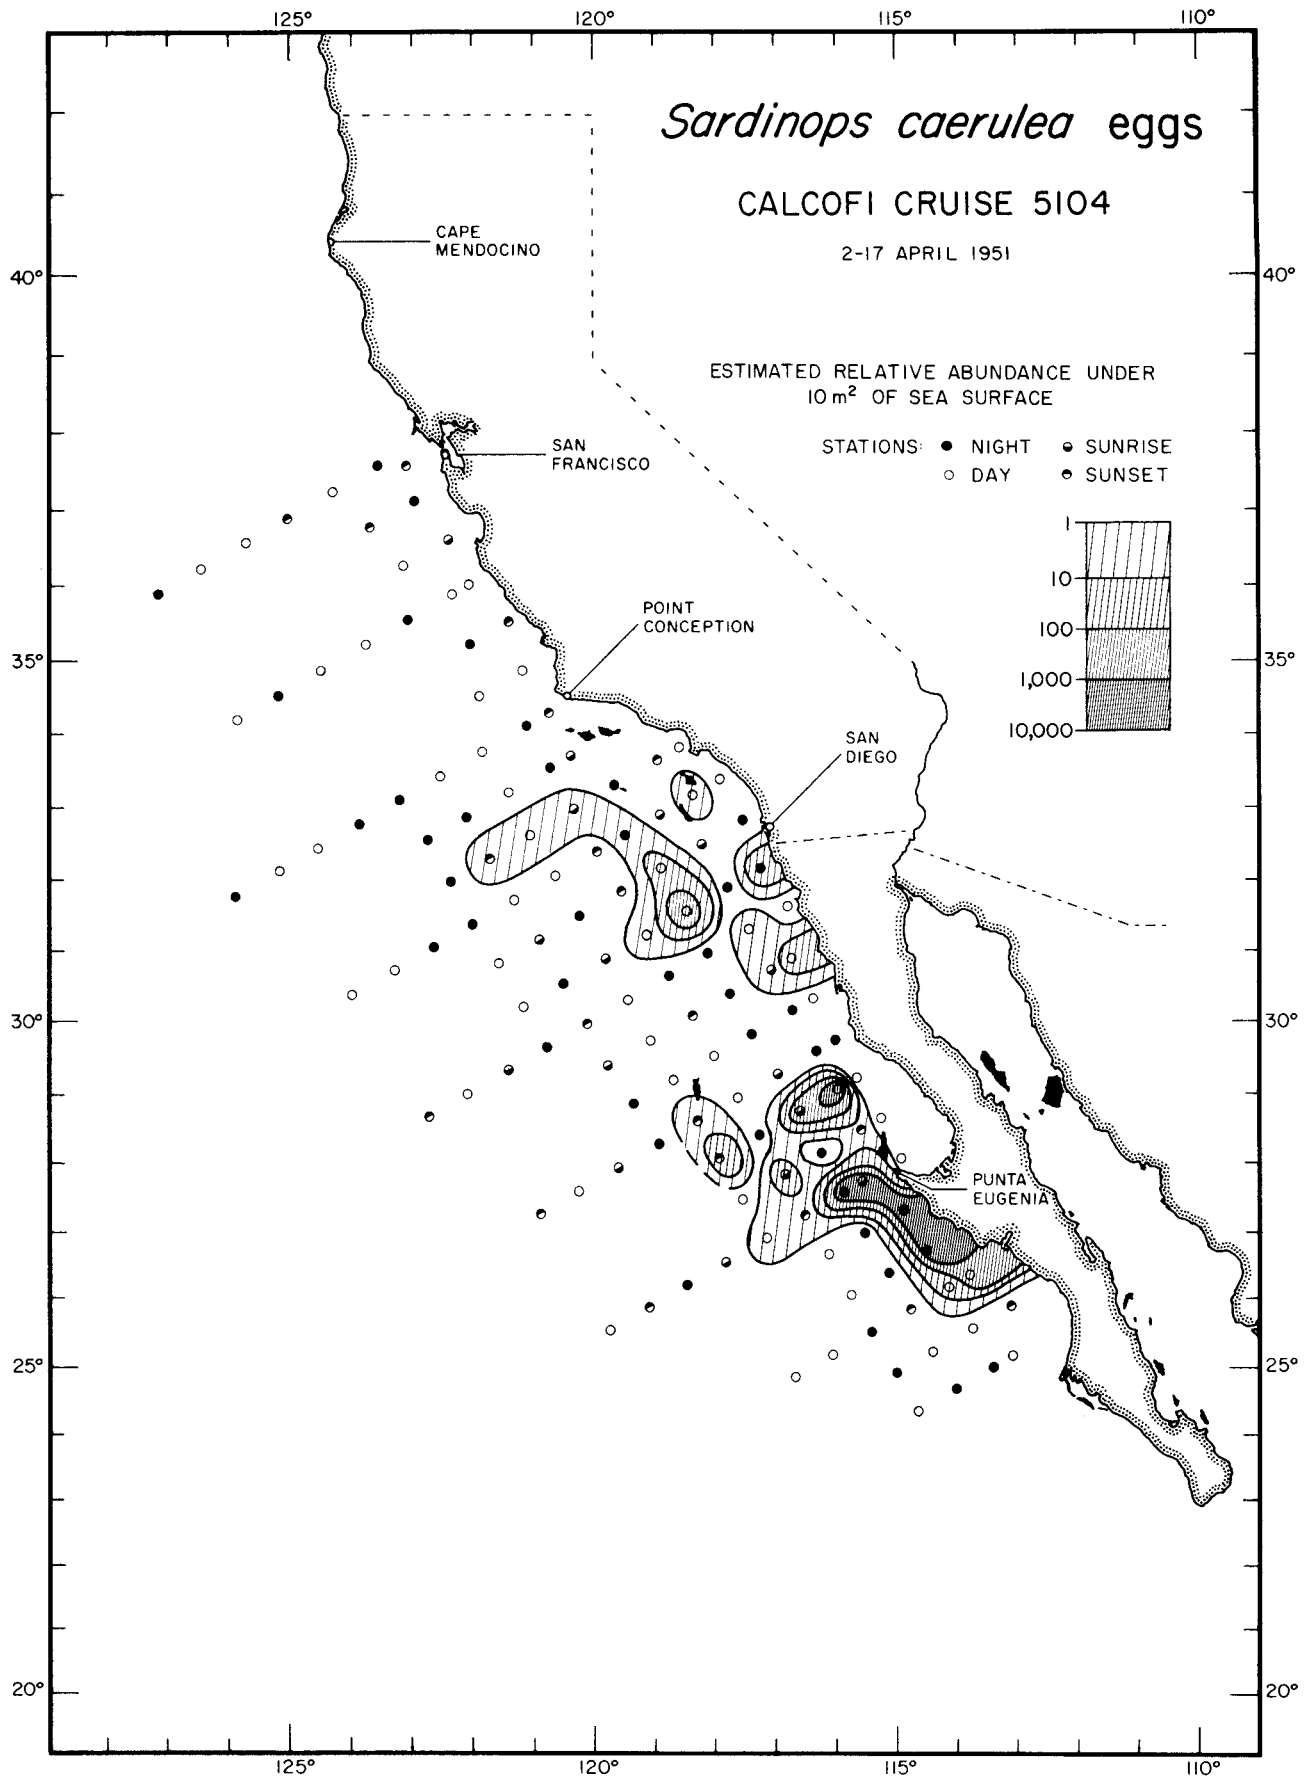 125° 120° 115° 110°
Sardinops caerulea eggs
CALCOFI CRUISE 5104
2-17 APRIL 1951
CAPE
MENDOCINO
40° 40°
ESTIMATED RELATIVE ABUNDANCE UNDER
10 m² OF SEA SURFACE
STATIONS: NIGHT SUNRISE
DAY SUNSET
SAN
FRANCISCO
1
10
100
1,000
10,000
POINT
CONCEPTION
35° 35°
SAN
DIEGO
30° 30°
PUNTA
EUGENIA
25° 25°
20° 20°
125° 120° 115° 110°